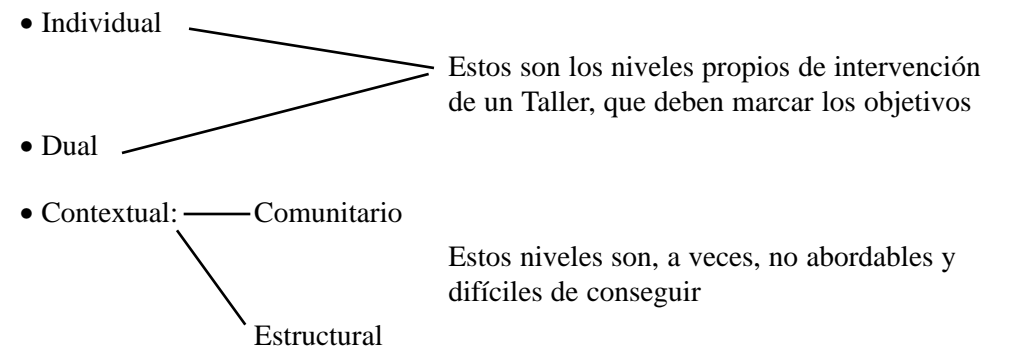 • Individual
Estos son los niveles propios de intervención
de un Taller, que deben marcar los objetivos
• Dual
• Contextual:
Comunitario
Estos niveles son, a veces, no abordables y
difíciles de conseguir
Estructural